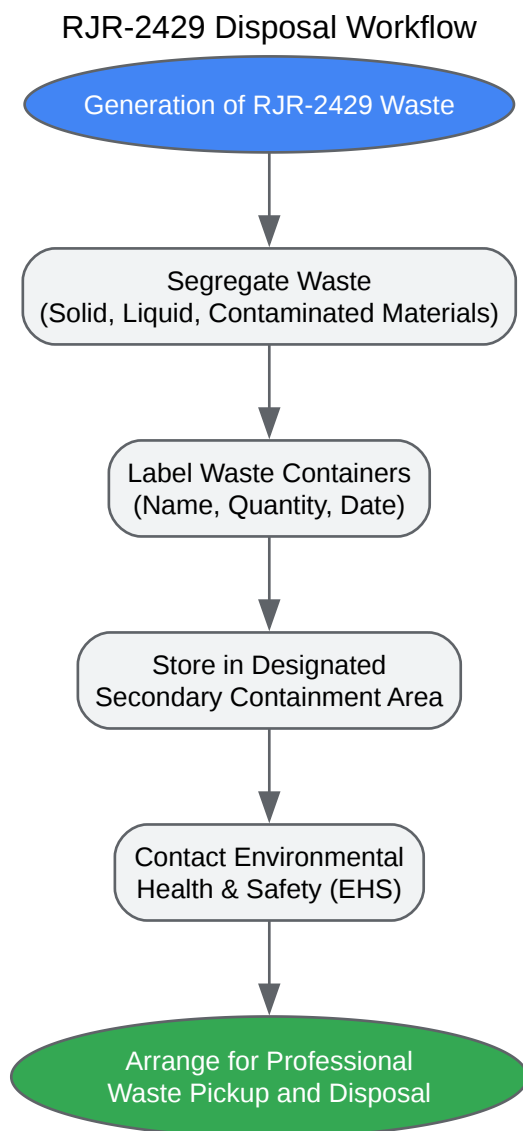 RJR-2429 Disposal Workflow
Generation of RJR-2429 Waste
Segregate Waste
(Solid, Liquid, Contaminated Materials)
Label Waste Containers
(Name, Quantity, Date)
Store in Designated
Secondary Containment Area
Contact Environmental
Health & Safety (EHS)
Arrange for Professional
Waste Pickup and Disposal